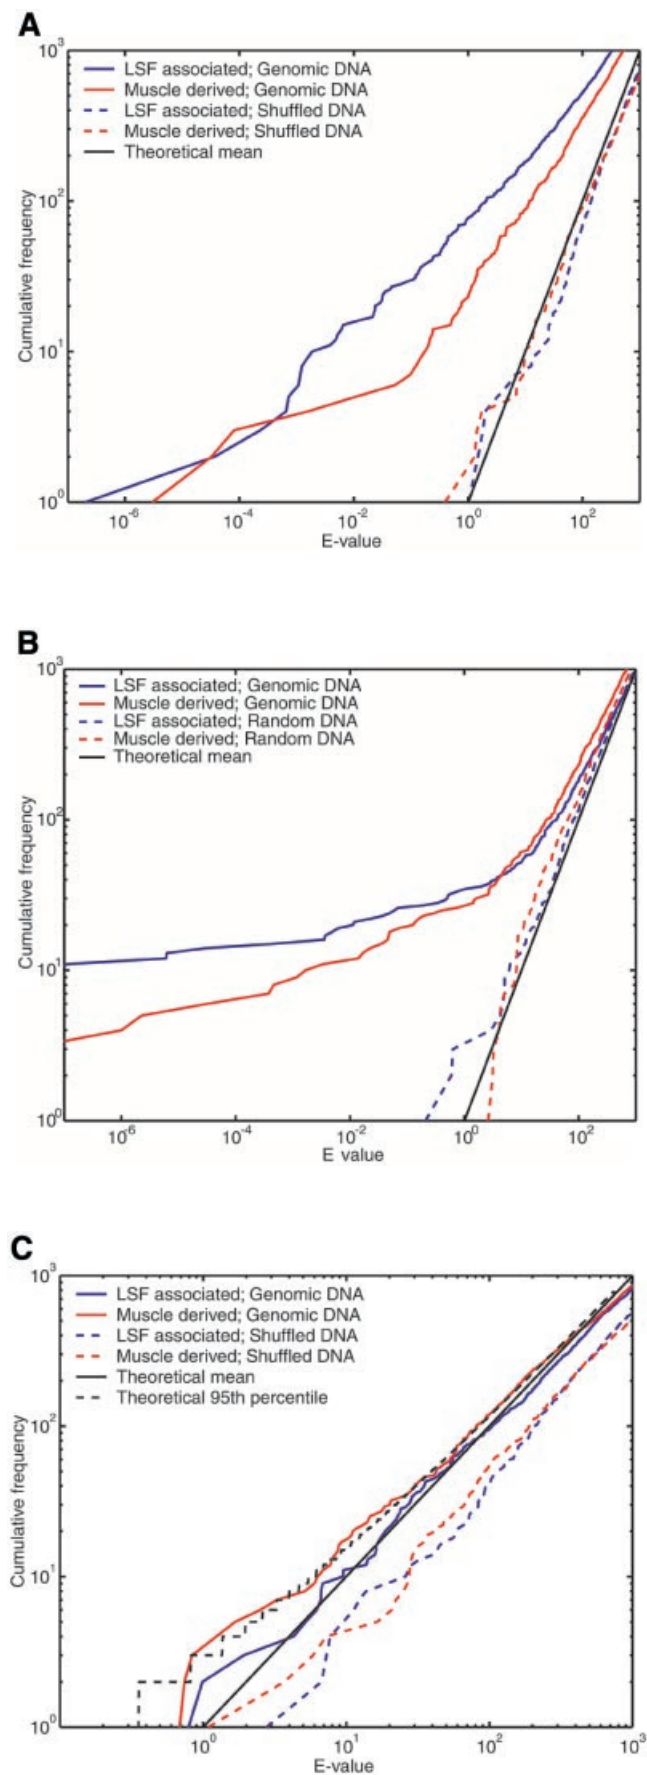 A
LSF associated; Genomic DNA
Muscle derived; Genomic DNA
LSF associated; Shuffled DNA
Muscle derived; Shuffled DNA
Theoretical mean
Cumulative frequency
10^3
10^2
10^1
10^0
10^-6 10^-4 10^-2 10^0 10^2
E-value
B
LSF associated; Genomic DNA
Muscle derived; Genomic DNA
LSF associated; Random DNA
Muscle derived; Random DNA
Theoretical mean
Cumulative frequency
10^3
10^2
10^1
10^0
10^-6 10^-4 10^-2 10^0 10^2
E value
C
LSF associated; Genomic DNA
Muscle derived; Genomic DNA
LSF associated; Shuffled DNA
Muscle derived; Shuffled DNA
Theoretical mean
Theoretical 95th percentile
Cumulative frequency
10^3
10^2
10^1
10^0
10^0 10^1 10^2 10^3
E-value